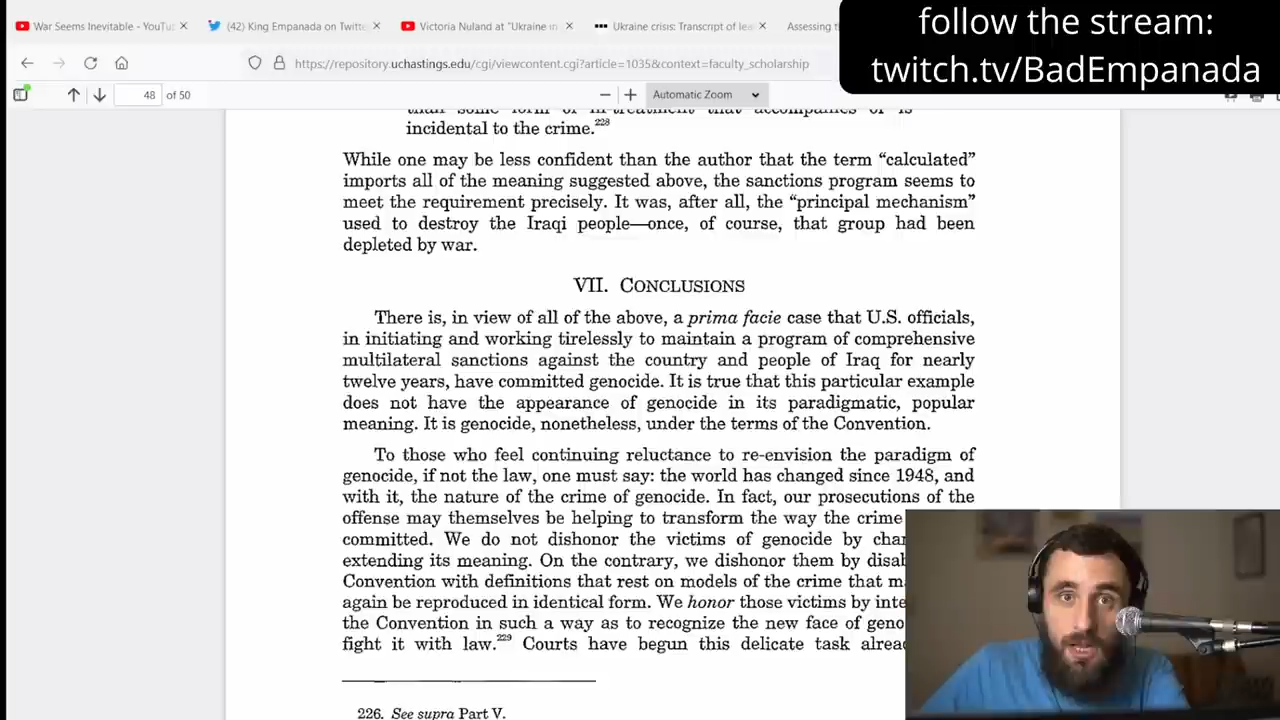 War Seems Inevitable - YouTu
(42) King Empanada on Twitte
Victoria Nuland at "Ukraine in
Ukraine crisis: Transcript of lea
Assessing th
follow the stream:
twitch.tv/BadEmpanada
https://repository.uchastings.edu/cgi/viewcontent.cgi?article=1035&context=faculty_scholarship
48 of 50
Automatic Zoom
than some form of that accompanies or is
incidental to the crime.228
While one may be less confident than the author that the term “calculated”
imports all of the meaning suggested above, the sanctions program seems to
meet the requirement precisely. It was, after all, the “principal mechanism”
used to destroy the Iraqi people—once, of course, that group had been
depleted by war.
VII. CONCLUSIONS
There is, in view of all of the above, a prima facie case that U.S. officials,
in initiating and working tirelessly to maintain a program of comprehensive
multilateral sanctions against the country and people of Iraq for nearly
twelve years, have committed genocide. It is true that this particular example
does not have the appearance of genocide in its paradigmatic, popular
meaning. It is genocide, nonetheless, under the terms of the Convention.
To those who feel continuing reluctance to re-envision the paradigm of
genocide, if not the law, one must say: the world has changed since 1948, and
with it, the nature of the crime of genocide. In fact, our prosecutions of the
offense may themselves be helping to transform the way the crime
committed. We do not dishonor the victims of genocide by char
extending its meaning. On the contrary, we dishonor them by disab
Convention with definitions that rest on models of the crime that m
again be reproduced in identical form. We honor those victims by inte
the Convention in such a way as to recognize the new face of geno
fight it with law.229 Courts have begun this delicate task alrea
226. See supra Part V.